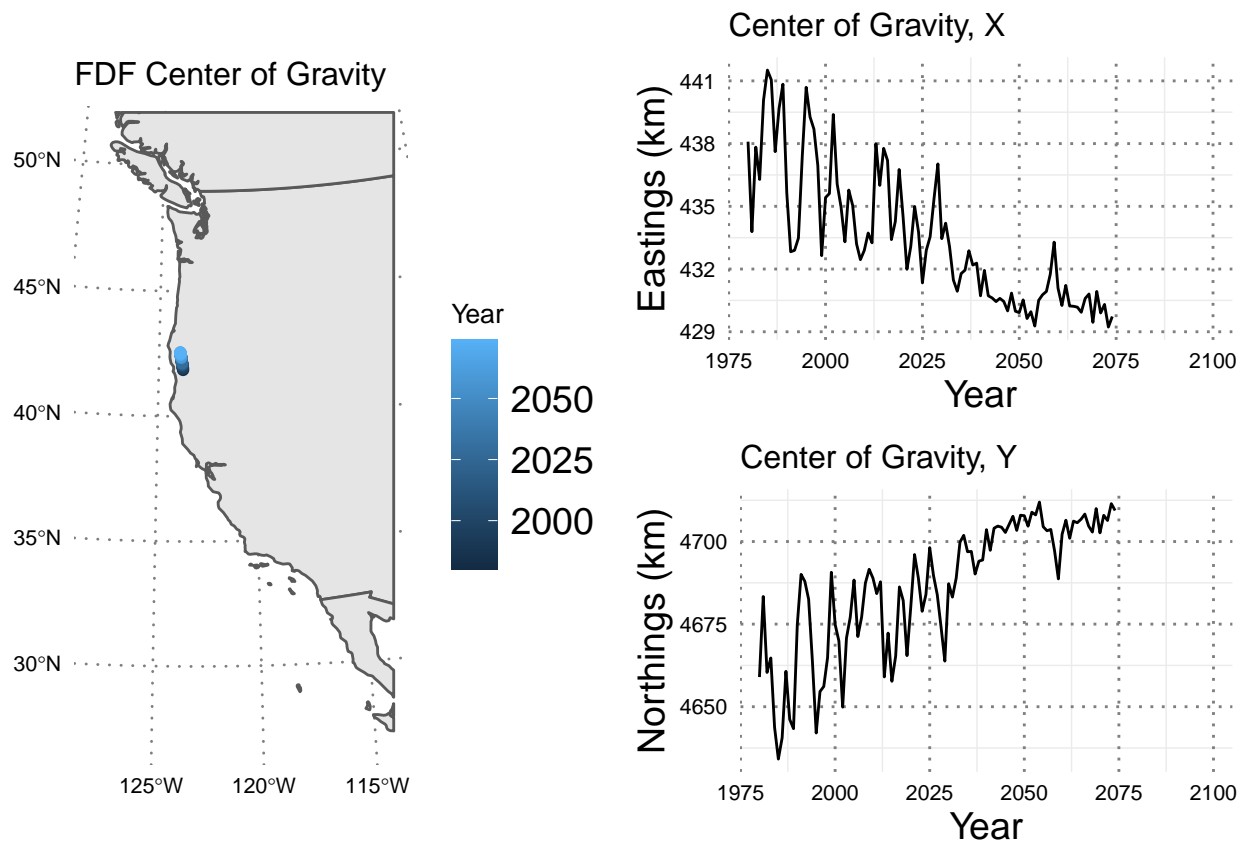 FDF Center of Gravity
50°N
45°N
40°N
35°N
30°N
125°W
120°W
115°W
Year
2050
2025
2000
Center of Gravity, X
Eastings (km)
441
438
435
432
429
1975
2000
2025
2050
2075
2100
Year
Center of Gravity, Y
Northings (km)
4700
4675
4650
1975
2000
2025
2050
2075
2100
Year